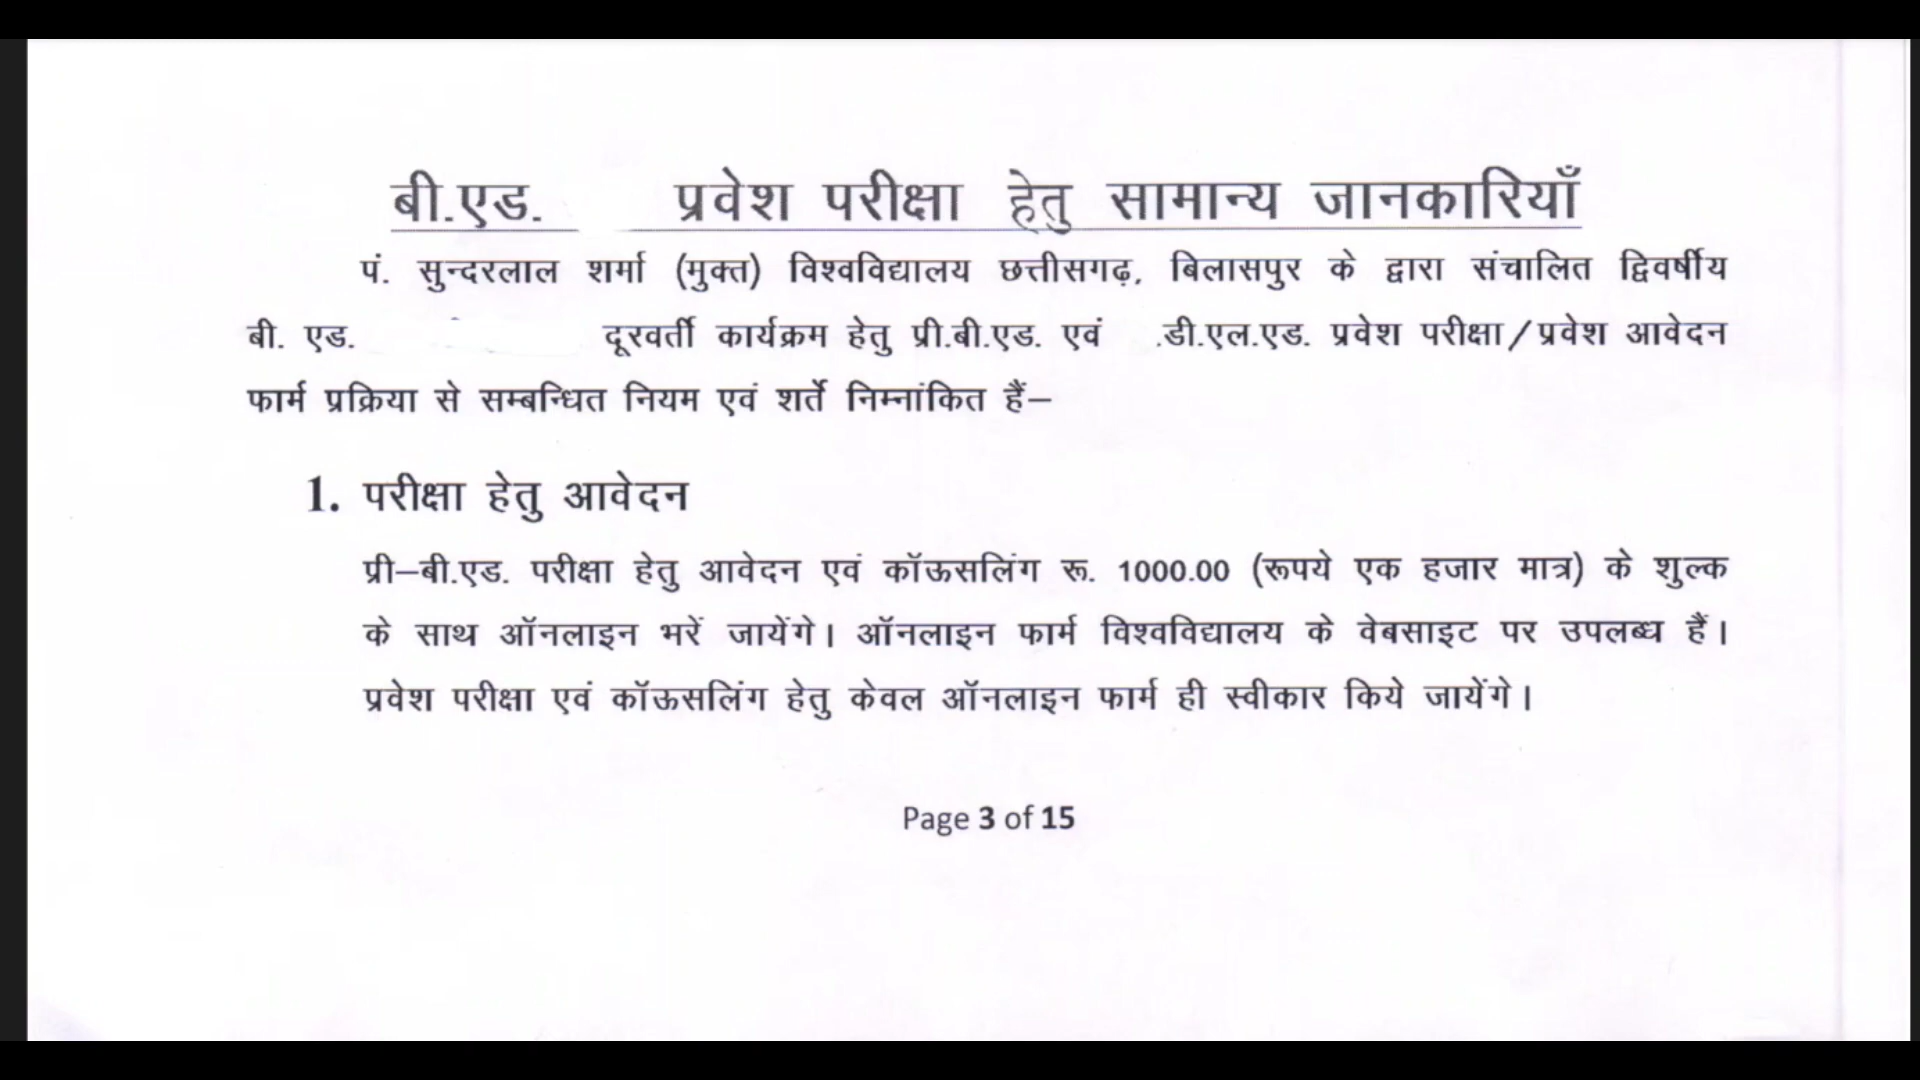 बी.एड. प्रवेश परीक्षा हेतु सामान्य जानकारियाँ
पं. सुन्दरलाल शर्मा (मुक्त) विश्वविद्यालय छत्तीसगढ़, बिलासपुर के द्वारा संचालित द्विवर्षीय
बी. एड. दूरवर्ती कार्यक्रम हेतु प्री.बी.एड. एवं .डी.एल.एड. प्रवेश परीक्षा/प्रवेश आवेदन
फार्म प्रक्रिया से सम्बन्धित नियम एवं शर्ते निम्नांकित हैं–
1. परीक्षा हेतु आवेदन
प्री–बी.एड. परीक्षा हेतु आवेदन एवं कॉऊसलिंग रू. 1000.00 (रूपये एक हजार मात्र) के शुल्क
के साथ ऑनलाइन भरें जायेंगे। ऑनलाइन फार्म विश्वविद्यालय के वेबसाइट पर उपलब्ध हैं।
प्रवेश परीक्षा एवं कॉऊसलिंग हेतु केवल ऑनलाइन फार्म ही स्वीकार किये जायेंगे।
Page 3 of 15